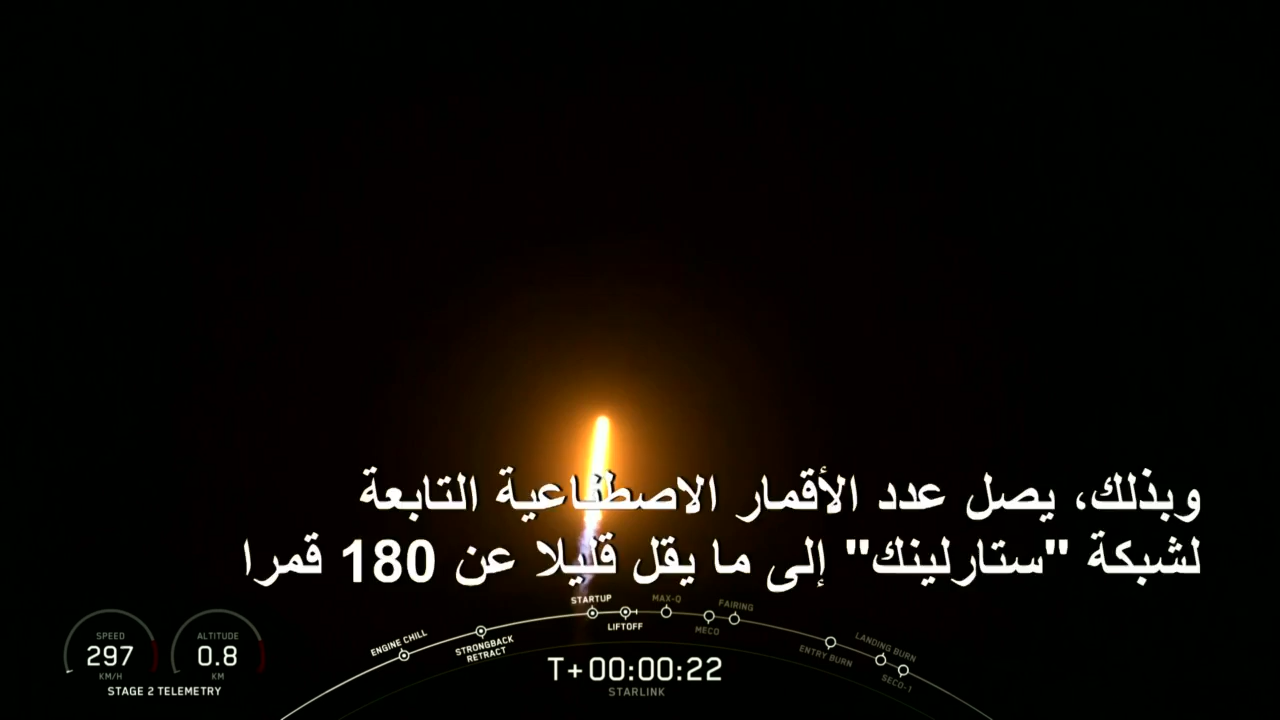 وبذلك، يصل عدد الأقمار الاصطناعية التابعة
لشبكة "ستارلينك" إلى ما يقل قليلا عن 180 قمرا
ENGINE CHILL
STRONGBACK
RETRACT
STARTUP
LIFTOFF
MAX-Q
MECO
FAIRING
ENTRY BURN
LANDING BURN
SECO-1
SPEED
297
KM/H
ALTITUDE
0.8
KM
STAGE 2 TELEMETRY
T+00:00:22
STARLINK